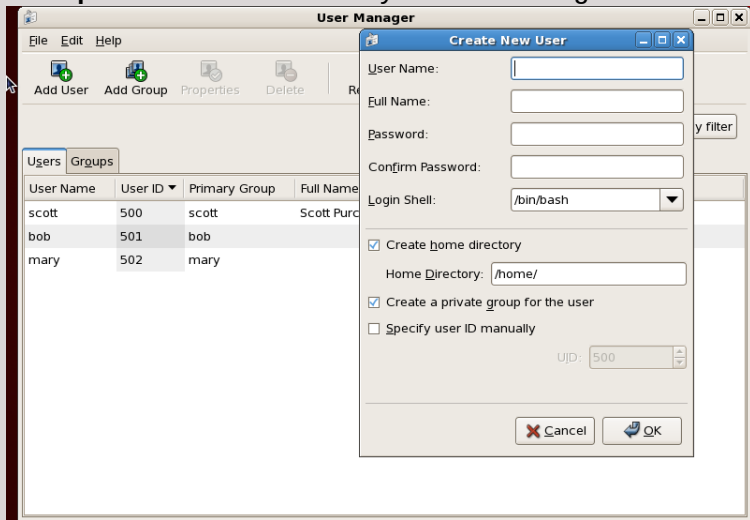 User Manager
File Edit Help
Add User Add Group Properties Delete
y filter
Users Groups
User Name User ID Primary Group Full Name
scott 500 scott Scott Purc
bob 501 bob
mary 502 mary
Create New User
User Name:
Full Name:
Password:
Confirm Password:
Login Shell: /bin/bash
Create home directory
Home Directory: /home/
Create a private group for the user
Specify user ID manually
UID: 500
Cancel OK